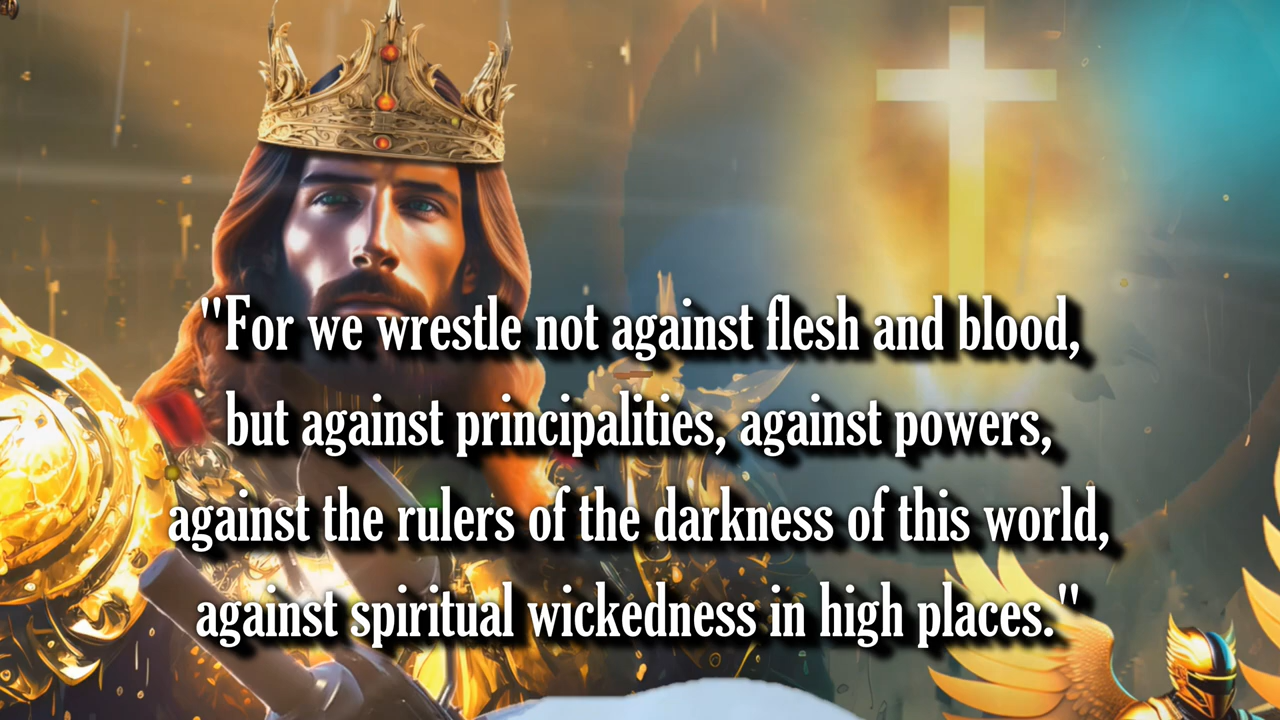 "For we wrestle not against flesh and blood,
but against principalities, against powers,
against the rulers of the darkness of this world,
against spiritual wickedness in high places."